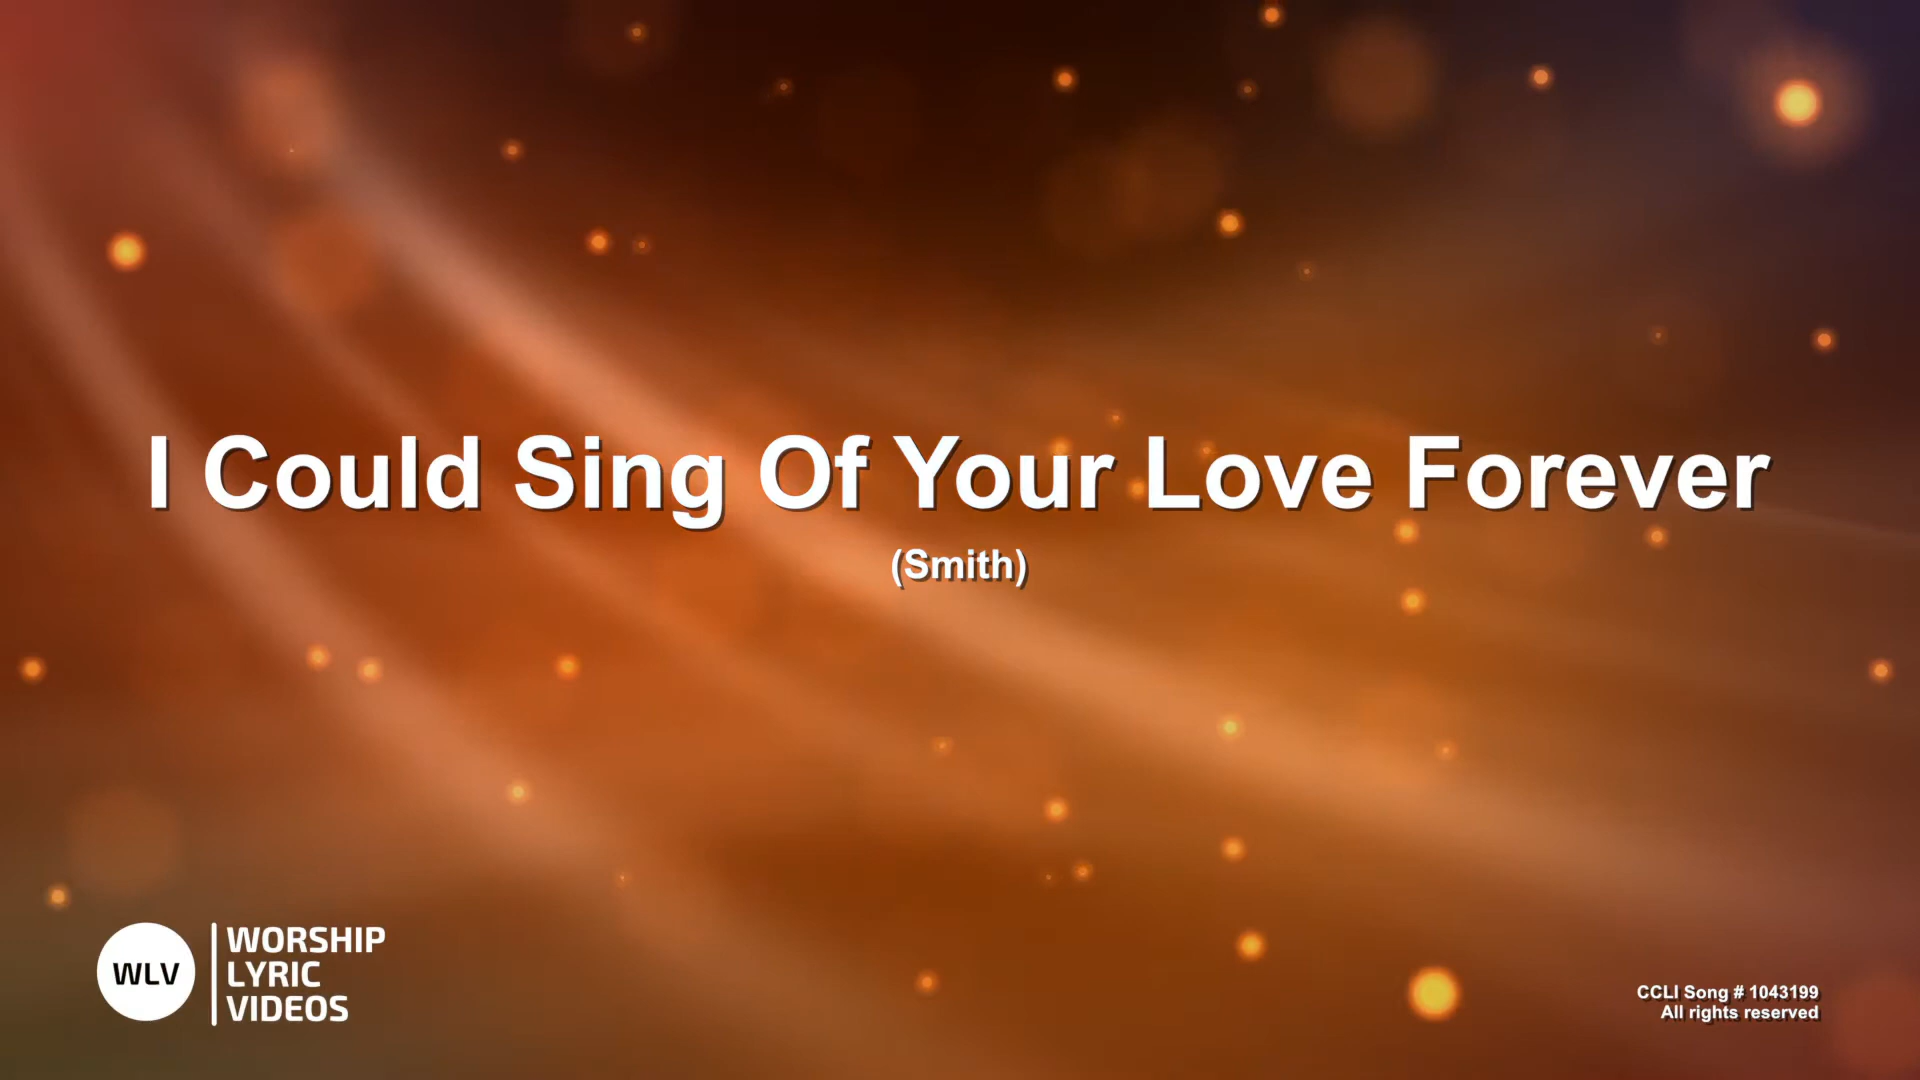 I Could Sing Of Your Love Forever
(Smith)
WLV
WORSHIP
LYRIC
VIDEOS
CCLI Song # 1043199
All rights reserved